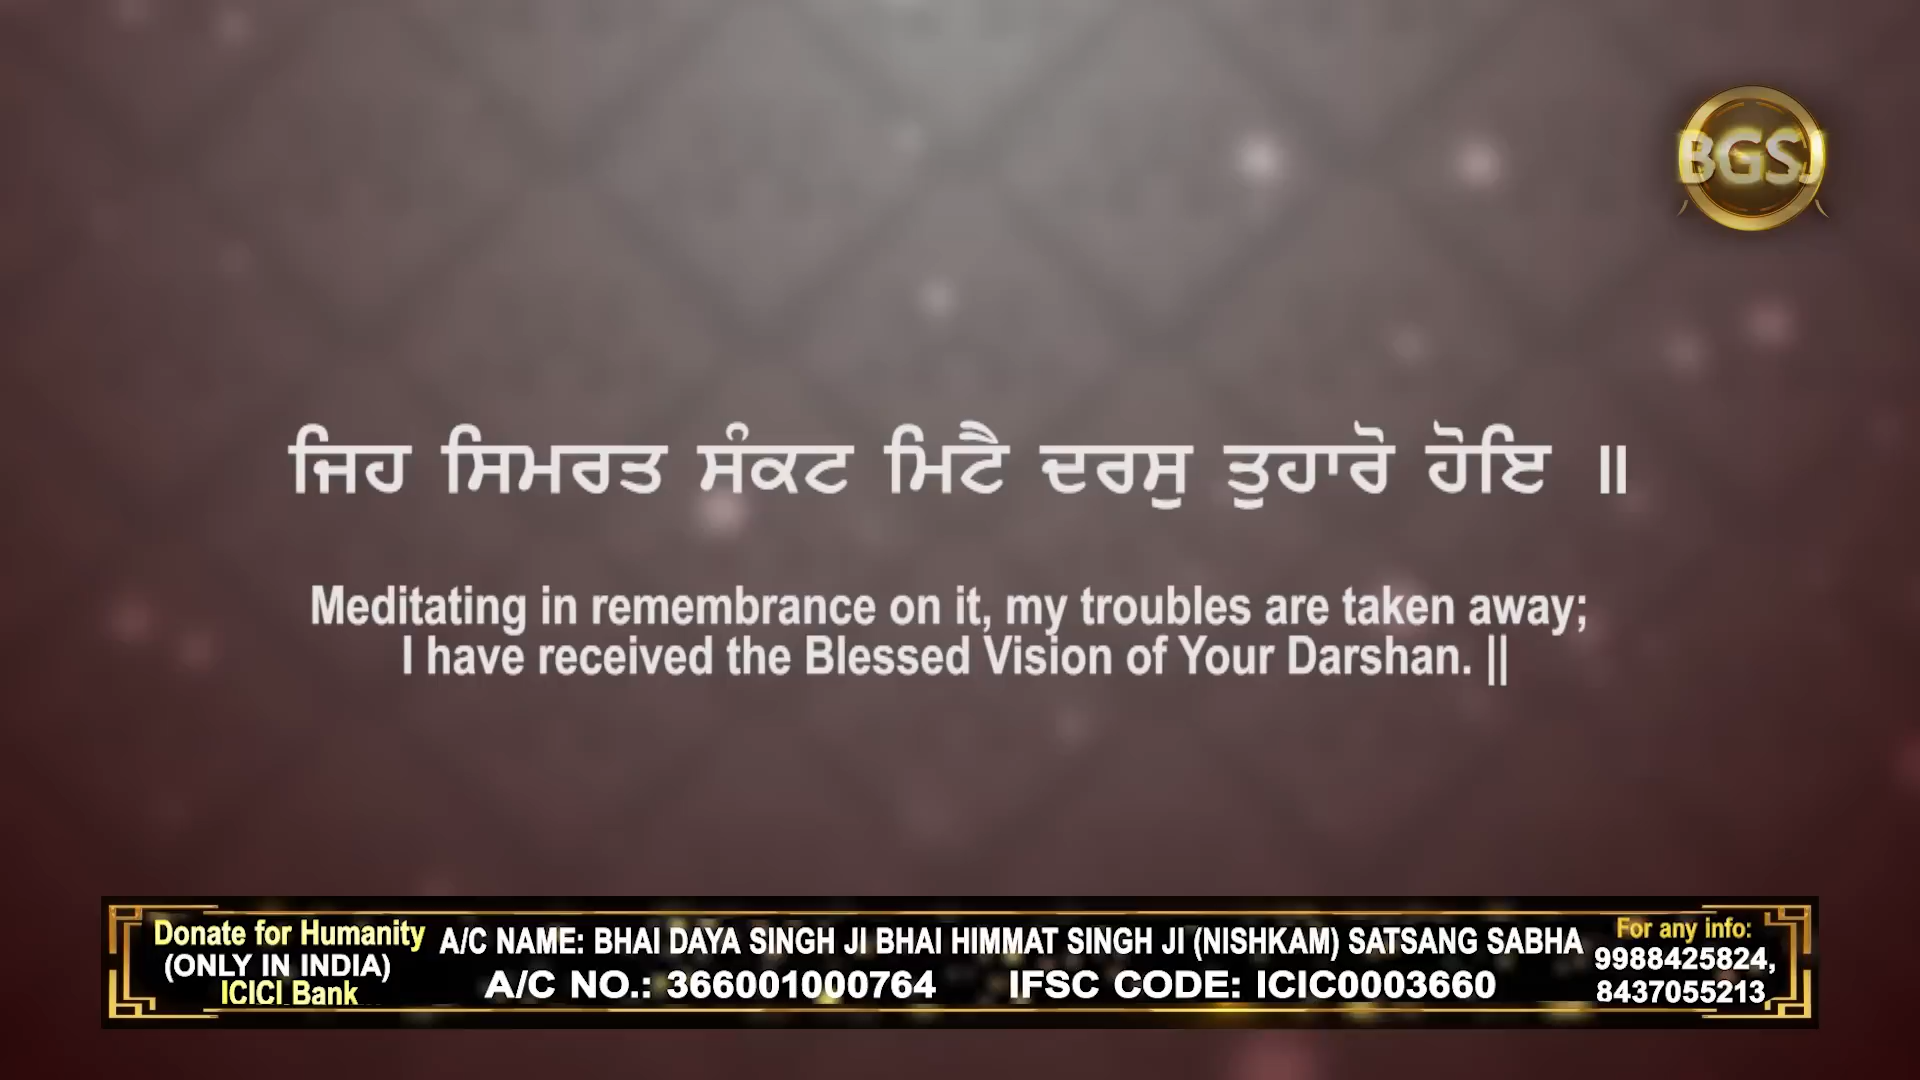 BGSJ
ਜਿਹ ਸਿਮਰਤ ਸੰਕਟ ਮਿਟੈ ਦਰਸੁ ਤੁਹਾਰੋ ਹੋਇ ॥
Meditating in remembrance on it, my troubles are taken away;
I have received the Blessed Vision of Your Darshan. ||
Donate for Humanity
(ONLY IN INDIA)
ICICI Bank
A/C NAME: BHAI DAYA SINGH JI BHAI HIMMAT SINGH JI (NISHKAM) SATSANG SABHA
A/C NO.: 366001000764 IFSC CODE: ICIC0003660
For any info:
9988425824,
8437055213